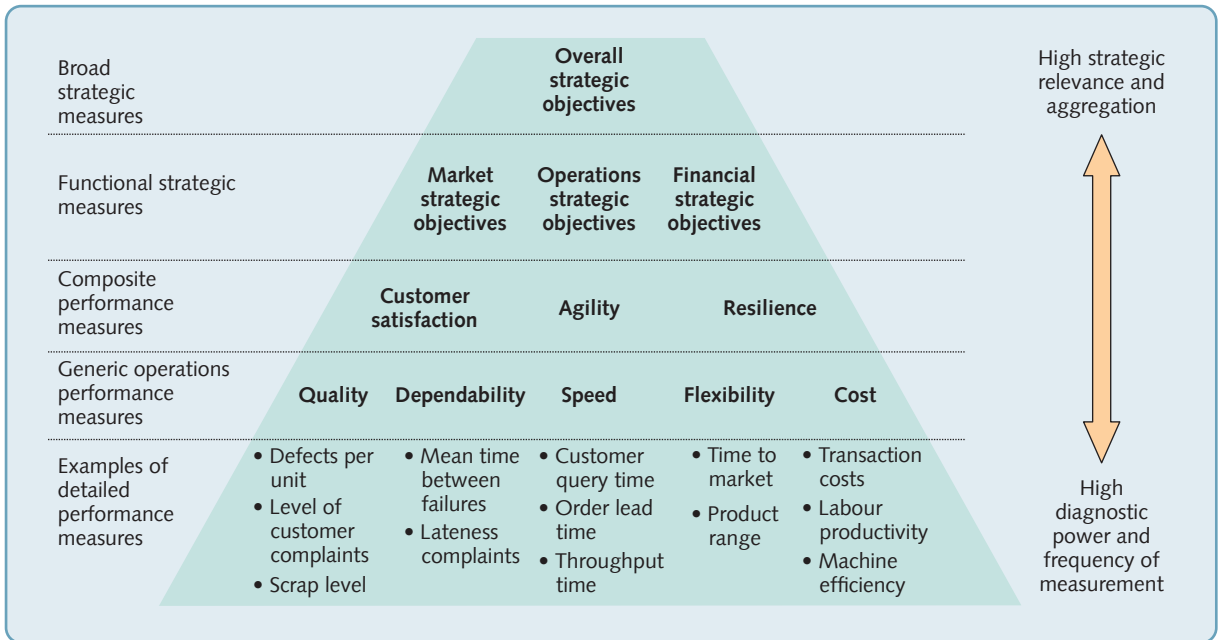 Broad
strategic
measures
Overall
strategic
objectives
High strategic
relevance and
aggregation
Functional strategic
measures
Market
strategic
objectives
Operations
strategic
objectives
Financial
strategic
objectives
Composite
performance
measures
Customer
satisfaction
Agility
Resilience
Generic operations
performance
measures
Quality
Dependability
Speed
Flexibility
Cost
Examples of
detailed
performance
measures
• Defects per
unit
• Level of
customer
complaints
• Scrap level
• Mean time
between
failures
• Lateness
complaints
• Customer
query time
• Order lead
time
• Throughput
time
• Time to
market
• Product
range
• Transaction
costs
• Labour
productivity
• Machine
efficiency
High
diagnostic
power and
frequency of
measurement